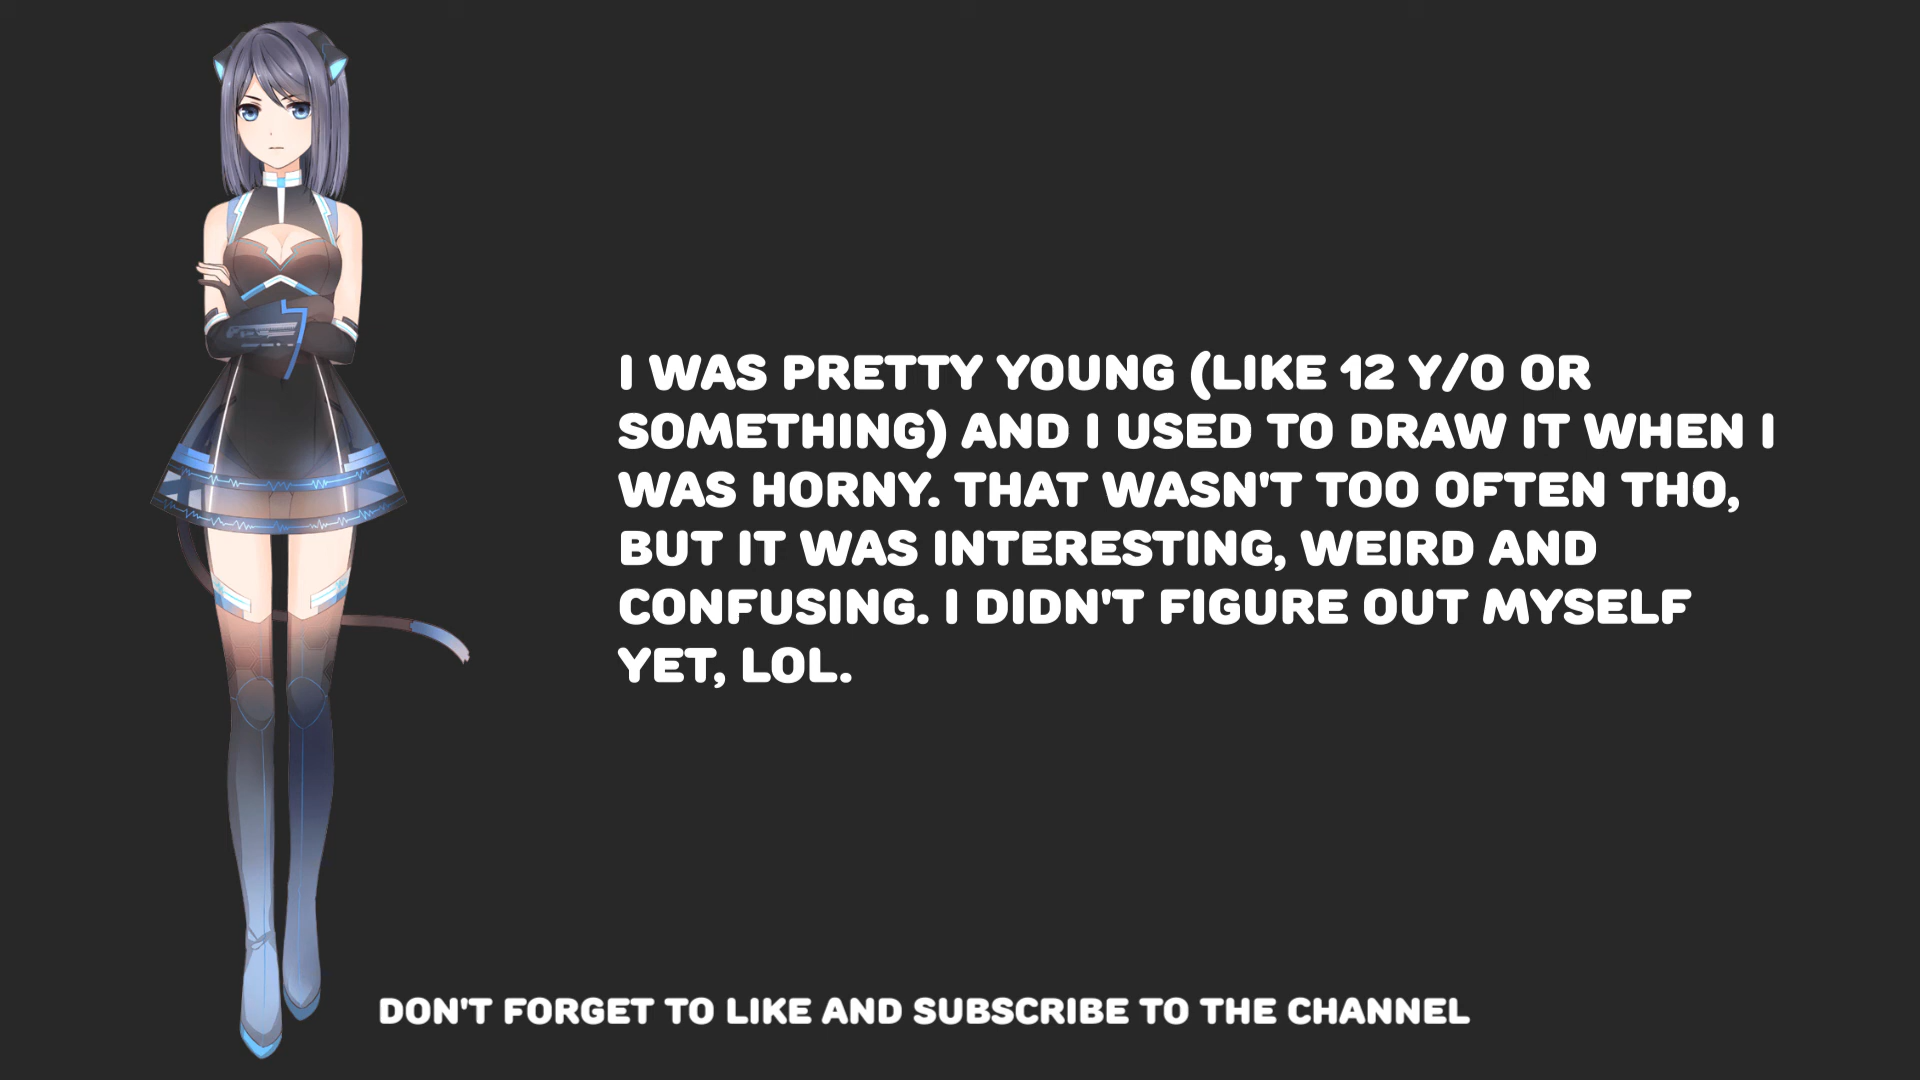 I WAS PRETTY YOUNG (LIKE 12 Y/O OR
SOMETHING) AND I USED TO DRAW IT WHEN I
WAS HORNY. THAT WASN'T TOO OFTEN THO,
BUT IT WAS INTERESTING, WEIRD AND
CONFUSING. I DIDN'T FIGURE OUT MYSELF
YET, LOL.
DON'T FORGET TO LIKE AND SUBSCRIBE TO THE CHANNEL